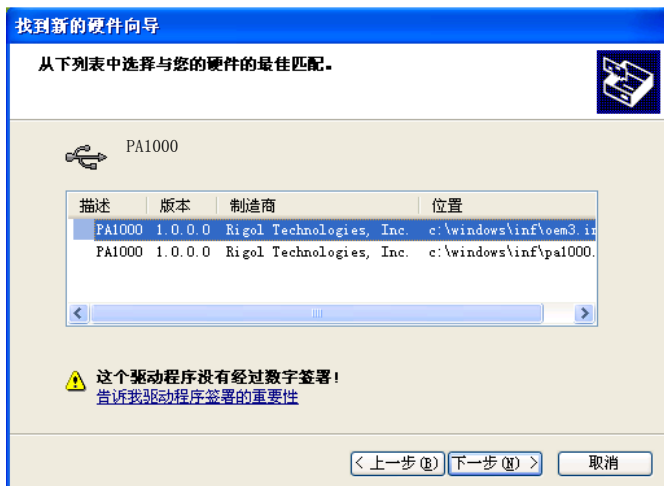 找到新的硬件向导
从下列表中选择与您的硬件的最佳匹配。
PA1000
描述 版本 制造商 位置
PA1000 1.0.0.0 Rigol Technologies, Inc. c:\windows\inf\oem3.in
PA1000 1.0.0.0 Rigol Technologies, Inc. c:\windows\inf\pa1000.
这个驱动程序没有经过数字签署!
告诉我驱动程序签署的重要性
< 上一步(B) 下一步(N) > 取消